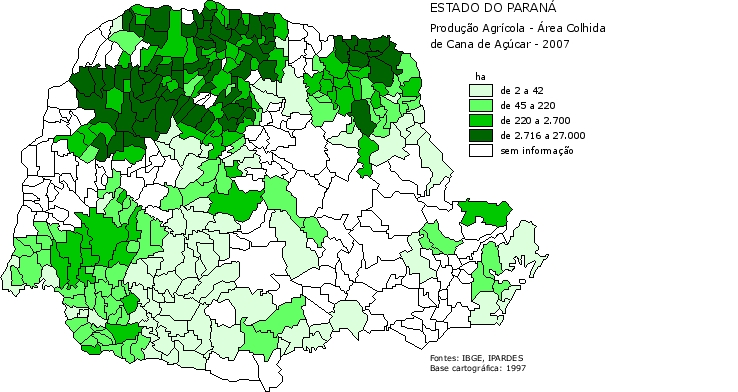 ESTADO DO PARANÁ
Produção Agrícola - Área Colhida
de Cana de Açúcar - 2007
ha
de 2 a 42
de 45 a 220
de 220 a 2.700
de 2.716 a 27.000
sem informação
Fontes: IBGE, IPARDES
Base cartográfica: 1997